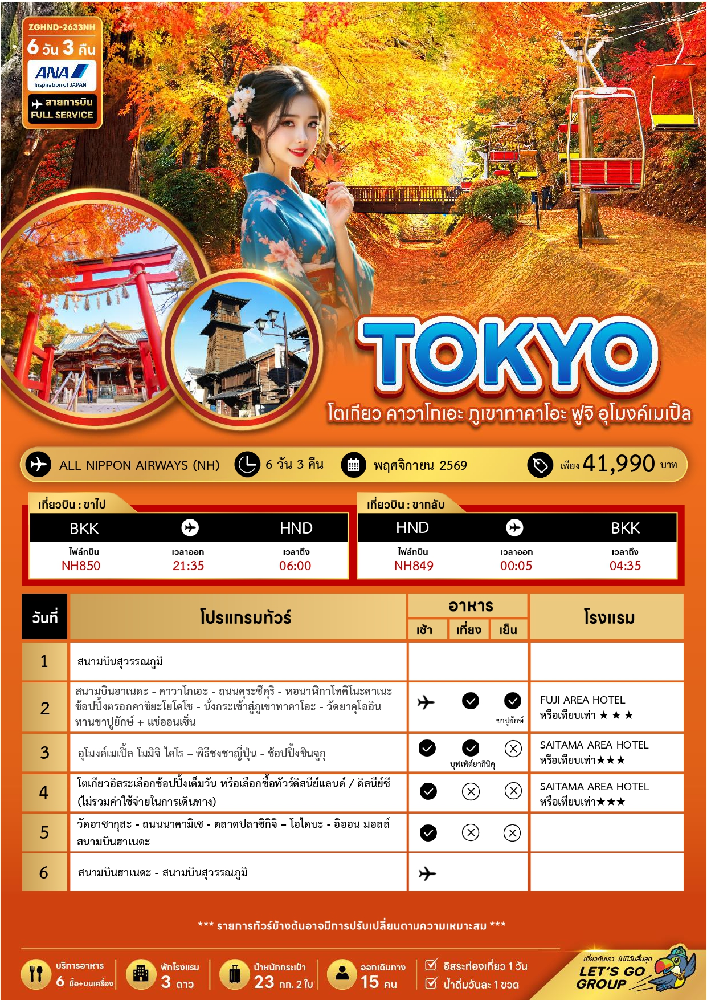 ZGHND-2633NH
6 วัน 3 คืน
ANA
Inspiration of JAPAN
สายการบิน
FULL SERVICE
TOKYO
โตเกียว คาวาโกเอะ ภูเขาทาคาโอะ ฟูจิ อุโมงค์เมเปิ้ล
ALL NIPPON AIRWAYS (NH) 6 วัน 3 คืน พฤศจิกายน 2569 เพียง 41,990 บาท
เที่ยวบิน : ขาไป
BKK HND
ไฟล์ทบิน เวลาออก เวลาถึง
NH850 21:35 06:00
เที่ยวบิน : ขากลับ
HND BKK
ไฟล์ทบิน เวลาออก เวลาถึง
NH849 00:05 04:35
วันที่ โปรแกรมทัวร์ อาหาร โรงแรม
เช้า เที่ยง เย็น
1 สนามบินสุวรรณภูมิ
2
สนามบินฮาเนดะ - คาวาโกเอะ - ถนนคุระซึคุริ - หอนาฬิกาโทคิโนะคาเนะ
ช้อปปิ้งตรอกคาชิยะโยโคโช - นั่งกระเช้าสู่ภูเขาทาคาโอะ - วัดยาคุโออิน
ทานขาปูยักษ์ + แช่ออนเซ็น
ขาปูยักษ์
FUJI AREA HOTEL
หรือเทียบเท่า ★ ★ ★
3 อุโมงค์เมเปิ้ล โมมิจิ ไคโร – พิธีชงชาญี่ปุ่น - ช้อปปิ้งชินจูกุ
บุฟเฟ่ต์ยากินิคุ
SAITAMA AREA HOTEL
หรือเทียบเท่า★★★
4
โตเกียวอิสระเลือกช้อปปิ้งเต็มวัน หรือเลือกซื้อทัวร์ดิสนีย์แลนด์ / ดิสนีย์ซี
(ไม่รวมค่าใช้จ่ายในการเดินทาง)
SAITAMA AREA HOTEL
หรือเทียบเท่า★★★
5
วัดอาซากุสะ - ถนนนาคามิเซ - ตลาดปลาซึกิจิ – โอไดบะ - อิออน มอลล์
สนามบินฮาเนดะ
6 สนามบินฮาเนดะ - สนามบินสุวรรณภูมิ
*** รายการทัวร์ข้างต้นอาจมีการปรับเปลี่ยนตามความเหมาะสม ***
บริการอาหาร
6 มื้อ+บนเครื่อง
พักโรงแรม
3 ดาว
น้ำหนักกระเป๋า
23 กก. 2 ใบ
ออกเดินทาง
15 คน
อิสระท่องเที่ยว 1 วัน
น้ำดื่มวันละ 1 ขวด
เที่ยวกับเรา...ไม่มีวันสิ้นสุด
LET'S GO
GROUP